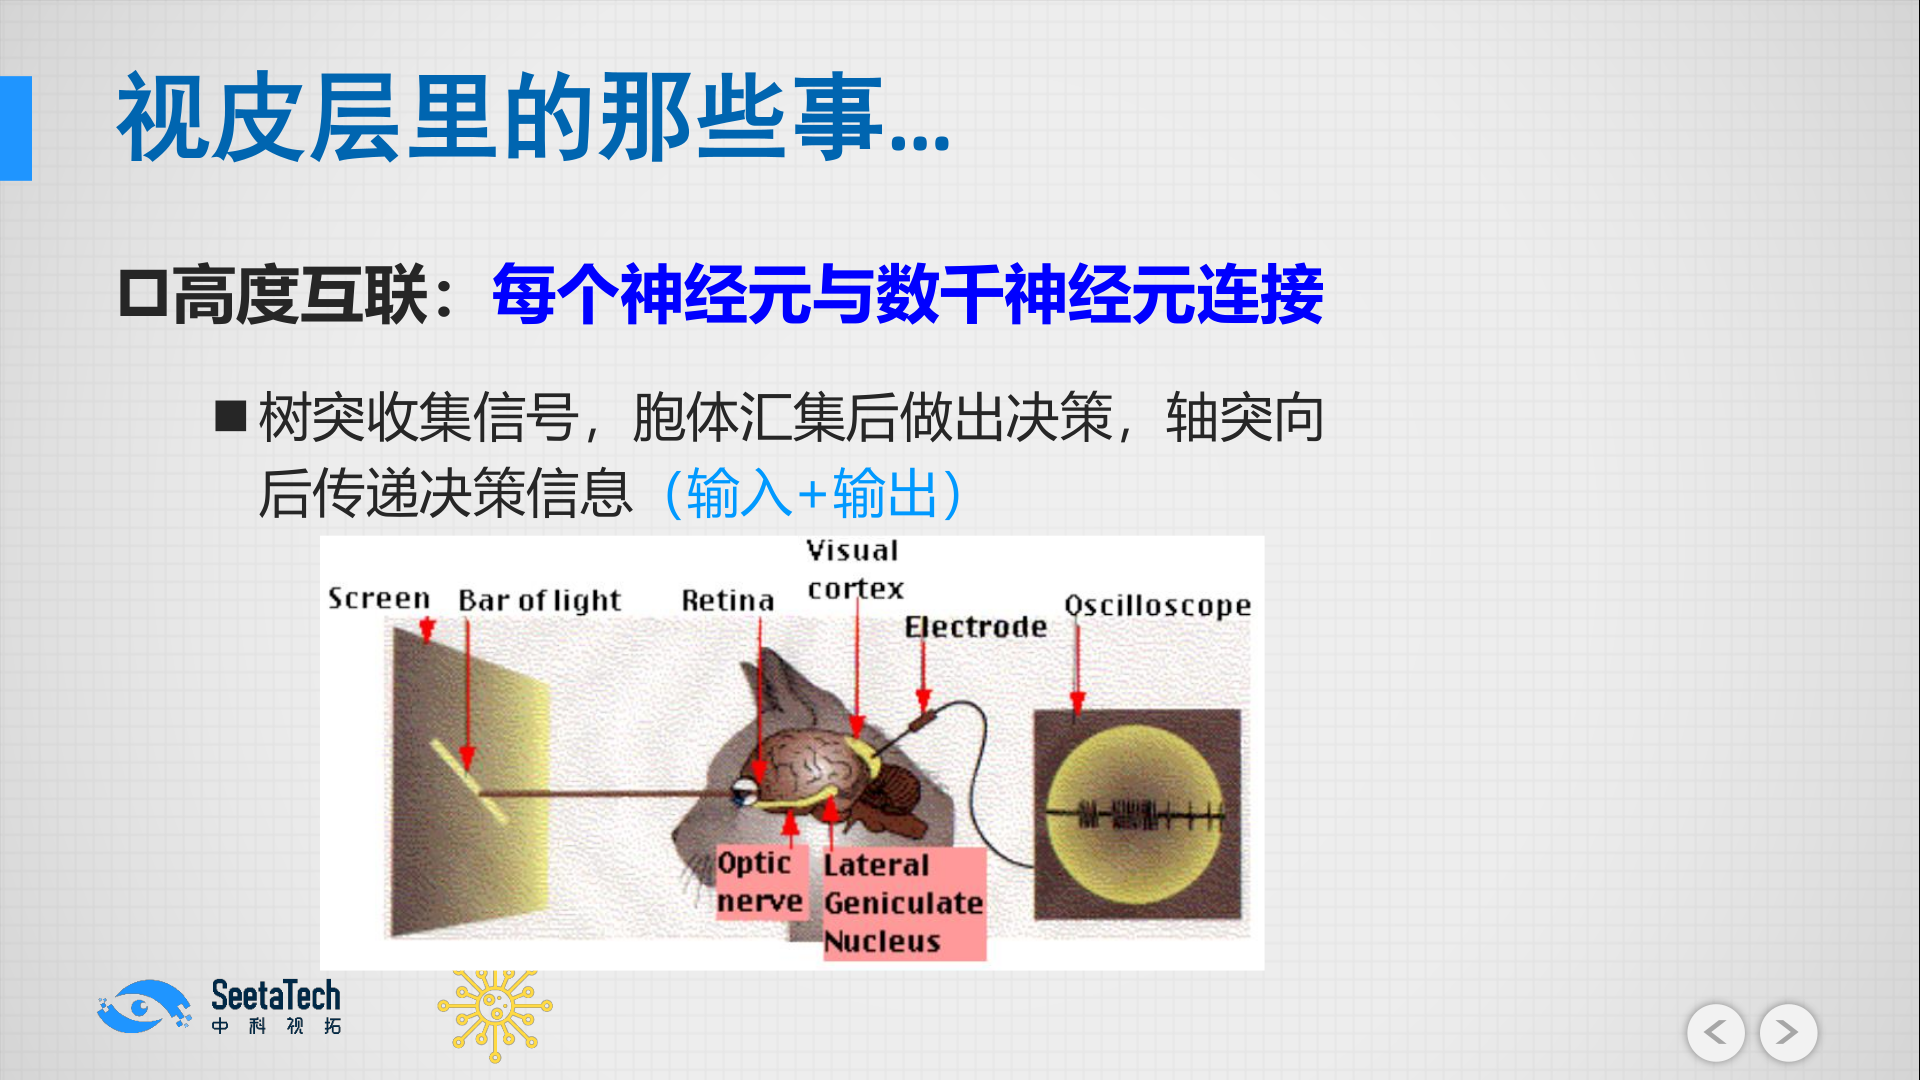 视皮层里的那些事...
高度互联：每个神经元与数千神经元连接
树突收集信号，胞体汇集后做出决策，轴突向
后传递决策信息（输入+输出）
Visual
cortex
Screen
Bar of light
Retina
Electrode
Oscilloscope
Optic
nerve
Lateral
Geniculate
Nucleus
SeetaTech
中科视拓